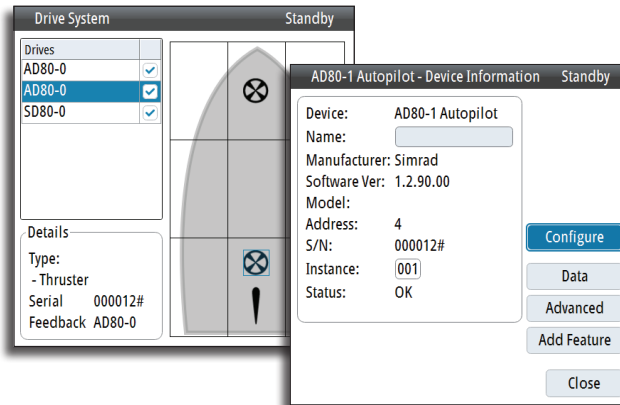 Drive System Standby
Drives
AD80-0
AD80-0
SD80-0
Details
Type:
- Thruster
Serial 000012#
Feedback AD80-0
AD80-1 Autopilot - Device Information Standby
Device: AD80-1 Autopilot
Name:
Manufacturer: Simrad
Software Ver: 1.2.90.00
Model:
Address: 4
S/N: 000012#
Instance: 001
Status: OK
Configure
Data
Advanced
Add Feature
Close